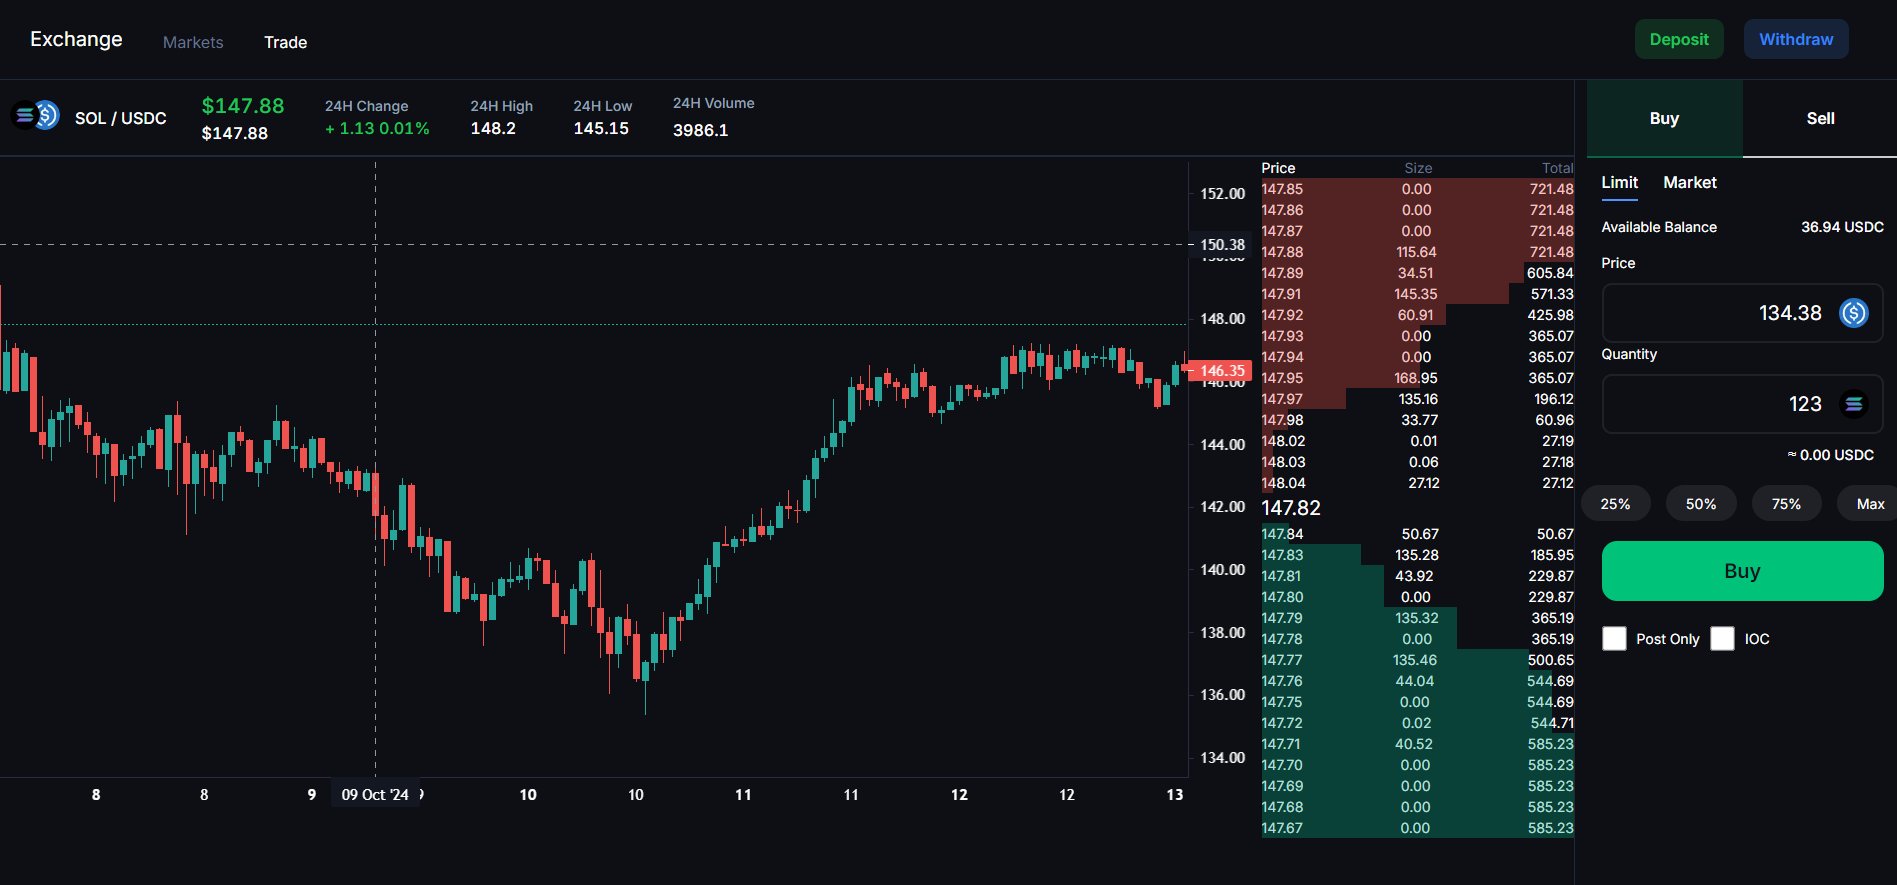 Exchange Markets Trade Deposit Withdraw
SOL / USDC
$147.88
$147.88
24H Change
+ 1.13 0.01%
24H High
148.2
24H Low
145.15
24H Volume
3986.1
152.00
150.38
148.00
146.35
146.00
144.00
142.00
140.00
138.00
136.00
134.00
8 8 9 09 Oct '24 10 10 11 11 12 12 13
Price Size Total
147.85 0.00 721.48
147.86 0.00 721.48
147.87 0.00 721.48
147.88 115.64 721.48
147.89 34.51 605.84
147.91 145.35 571.33
147.92 60.91 425.98
147.93 0.00 365.07
147.94 0.00 365.07
147.95 168.95 365.07
147.97 135.16 196.12
147.98 33.77 60.96
148.02 0.01 27.19
148.03 0.06 27.18
148.04 27.12 27.12
147.82
147.84 50.67 50.67
147.83 135.28 185.95
147.81 43.92 229.87
147.80 0.00 229.87
147.79 135.32 365.19
147.78 0.00 365.19
147.77 135.46 500.65
147.76 44.04 544.69
147.75 0.00 544.69
147.72 0.02 544.71
147.71 40.52 585.23
147.70 0.00 585.23
147.69 0.00 585.23
147.68 0.00 585.23
147.67 0.00 585.23
Buy Sell
Limit Market
Available Balance 36.94 USDC
Price
134.38
Quantity
123
≈ 0.00 USDC
25% 50% 75% Max
Buy
Post Only IOC